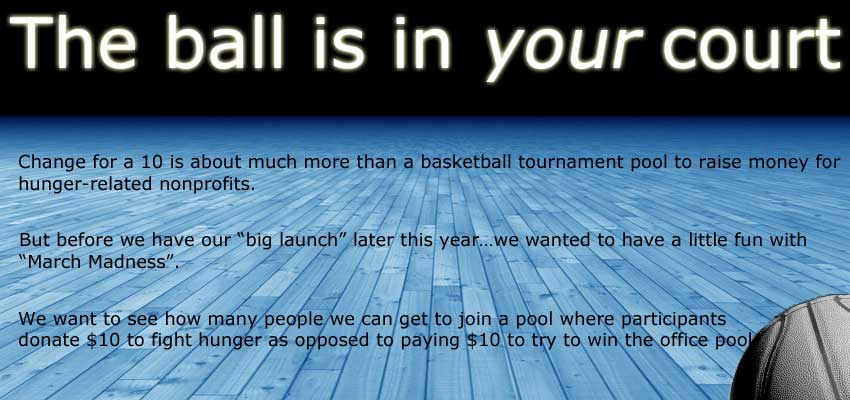 The ball is in your court
Change for a 10 is about much more than a basketball tournament pool to raise money for
hunger-related nonprofits.
But before we have our “big launch” later this year…we wanted to have a little fun with
“March Madness”.
We want to see how many people we can get to join a pool where participants
donate $10 to fight hunger as opposed to paying $10 to try to win the office pool